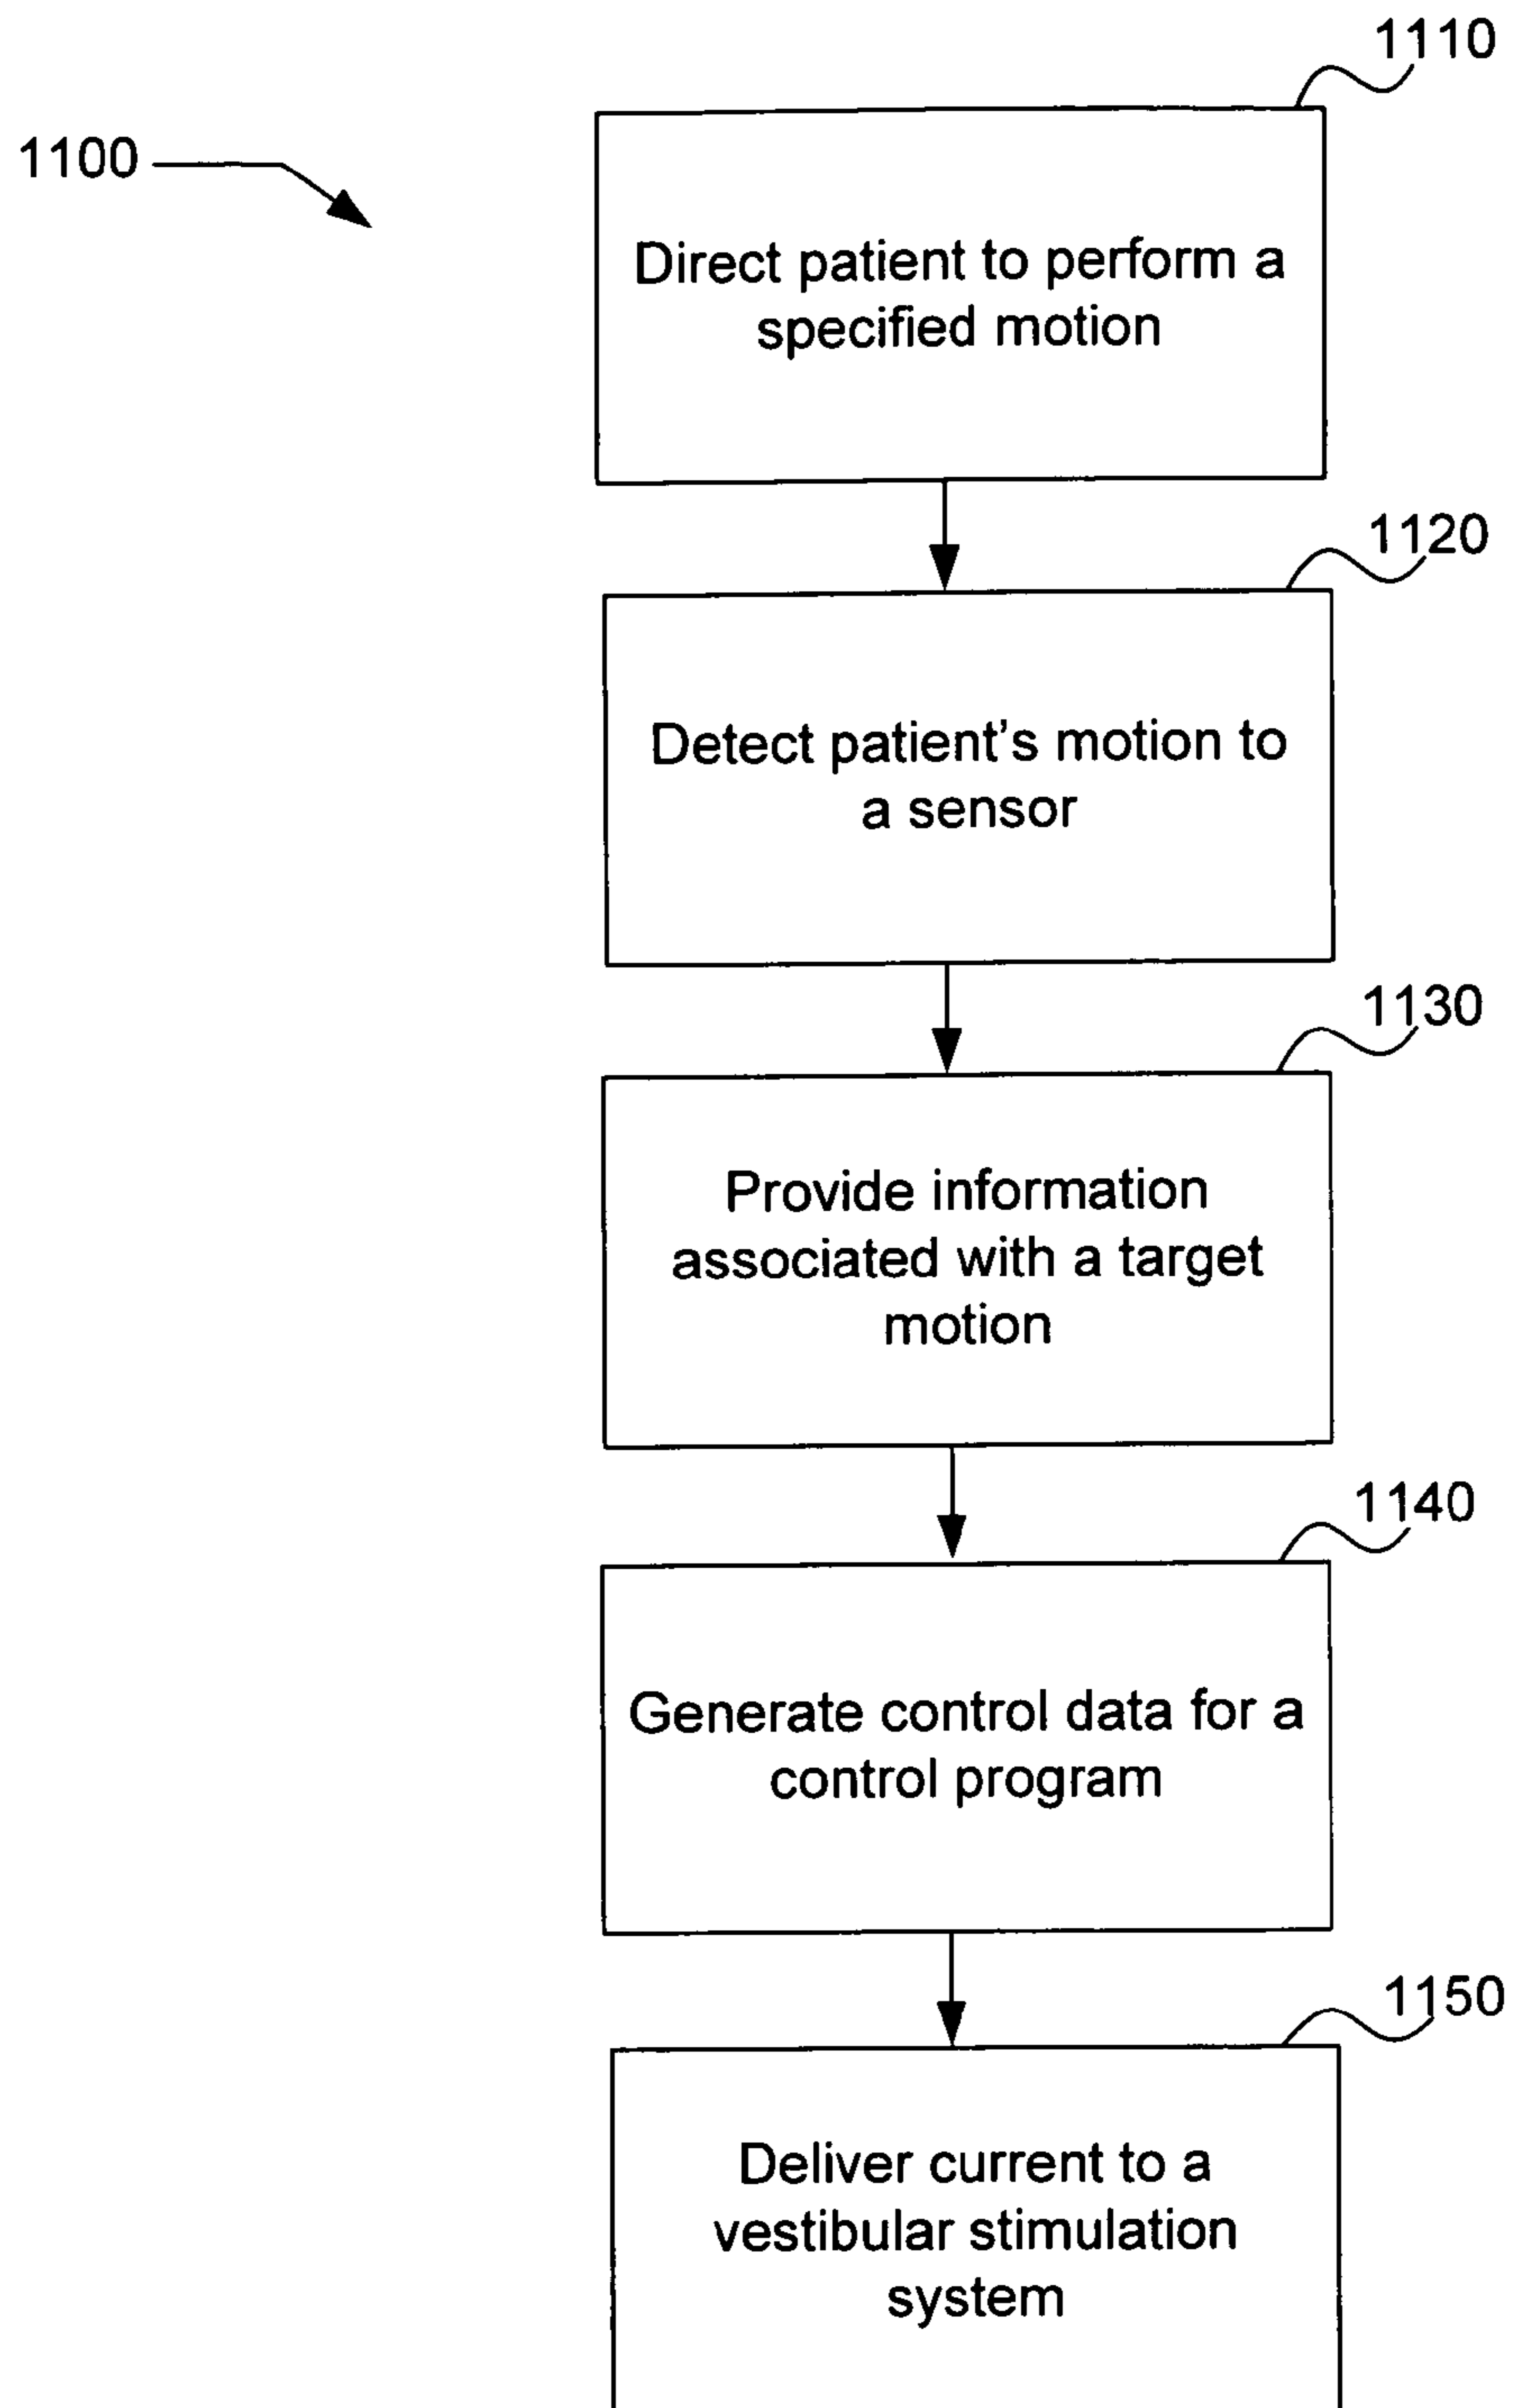 1110
1100
Direct patient to perform a
specified motion
1120
Detect patient's motion to
a sensor
1130
Provide information
associated with a target
motion
1140
Generate control data for a
control program
1150
Deliver current to a
vestibular stimulation
system